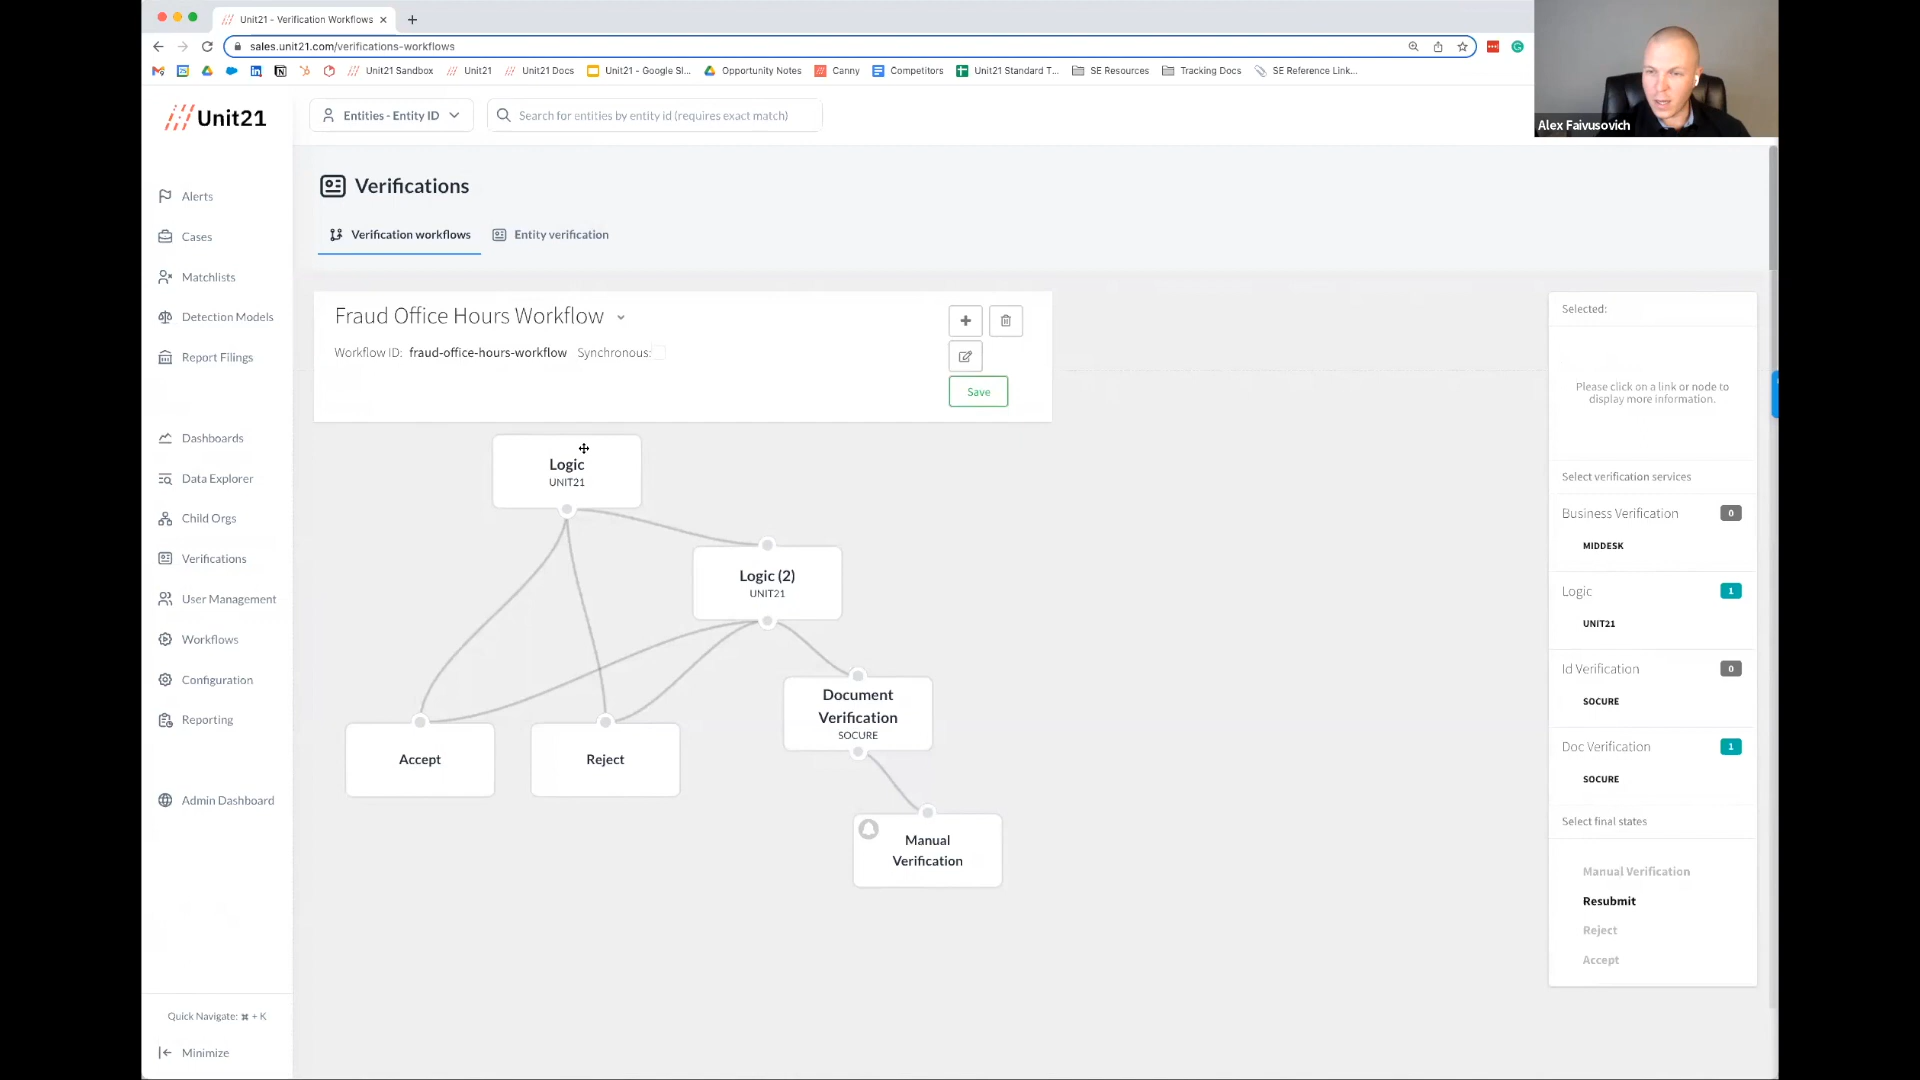 Unit21 - Verification Workflows
sales.unit21.com/verifications-workflows
Unit21 Sandbox
Unit21
Unit21 Docs
Unit21 - Google Sl...
Opportunity Notes
Canny
Competitors
Unit21 Standard T...
SE Resources
Tracking Docs
SE Reference Link...
Alex Faivusovich
Unit21
Entities - Entity ID
Search for entities by entity id (requires exact match)
Alerts
Cases
Matchlists
Detection Models
Report Filings
Dashboards
Data Explorer
Child Orgs
Verifications
User Management
Workflows
Configuration
Reporting
Admin Dashboard
Quick Navigate: ⌘ + K
Minimize
Verifications
Verification workflows
Entity verification
Fraud Office Hours Workflow
Workflow ID: fraud-office-hours-workflow Synchronous:
Save
Logic
UNIT21
Logic (2)
UNIT21
Document
Verification
SOCURE
Accept
Reject
Manual
Verification
Selected:
Please click on a link or node to
display more information.
Select verification services
Business Verification 0
MIDDESK
Logic 1
UNIT21
Id Verification 0
SOCURE
Doc Verification 1
SOCURE
Select final states
Manual Verification
Resubmit
Reject
Accept